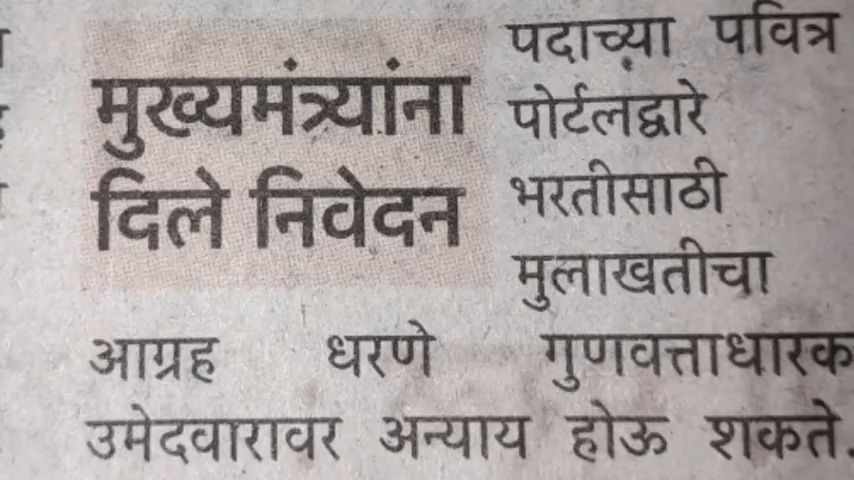 मुख्यमंत्र्यांना
दिले निवेदन
पदाच्या पवित्र
पोर्टलद्वारे
भरतीसाठी
मुलाखतीचा
आग्रह धरणे गुणवत्ताधारक
उमेदवारावर अन्याय होऊ शकते.